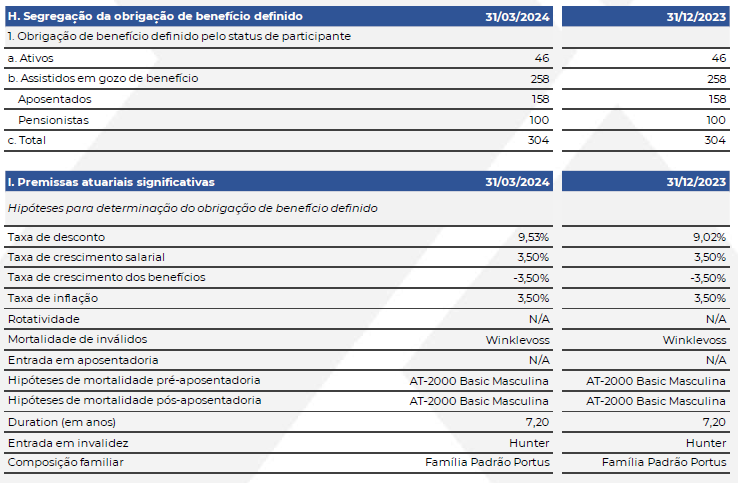 H. Segregação da obrigação de benefício definido 31/03/2024 31/12/2023
1. Obrigação de benefício definido pelo status de participante
a. Ativos 46 46
b. Assistidos em gozo de benefício 258 258
Aposentados 158 158
Pensionistas 100 100
c. Total 304 304
I. Premissas atuariais significativas 31/03/2024 31/12/2023
Hipóteses para determinação do obrigação de benefício definido
Taxa de desconto 9,53% 9,02%
Taxa de crescimento salarial 3,50% 3,50%
Taxa de crescimento dos benefícios -3,50% -3,50%
Taxa de inflação 3,50% 3,50%
Rotatividade N/A N/A
Mortalidade de inválidos Winklevoss Winklevoss
Entrada em aposentadoria N/A N/A
Hipóteses de mortalidade pré-aposentadoria AT-2000 Basic Masculina AT-2000 Basic Masculina
Hipóteses de mortalidade pós-aposentadoria AT-2000 Basic Masculina AT-2000 Basic Masculina
Duration (em anos) 7,20 7,20
Entrada em invalidez Hunter Hunter
Composição familiar Família Padrão Portus Família Padrão Portus